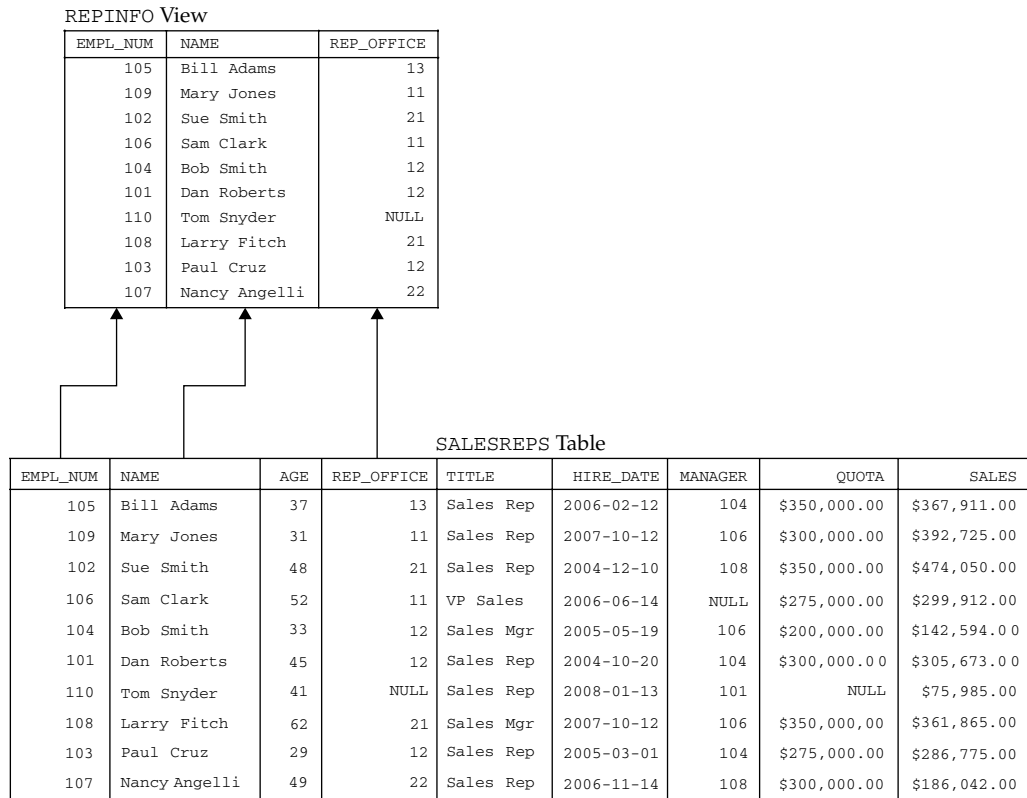 REPINFO View
EMPL_NUM NAME REP_OFFICE
105 Bill Adams 13
109 Mary Jones 11
102 Sue Smith 21
106 Sam Clark 11
104 Bob Smith 12
101 Dan Roberts 12
110 Tom Snyder NULL
108 Larry Fitch 21
103 Paul Cruz 12
107 Nancy Angelli 22
SALESREPS Table
EMPL_NUM NAME AGE REP_OFFICE TITLE HIRE_DATE MANAGER QUOTA SALES
105 Bill Adams 37 13 Sales Rep 2006-02-12 104 $350,000.00 $367,911.00
109 Mary Jones 31 11 Sales Rep 2007-10-12 106 $300,000.00 $392,725.00
102 Sue Smith 48 21 Sales Rep 2004-12-10 108 $350,000.00 $474,050.00
106 Sam Clark 52 11 VP Sales 2006-06-14 NULL $275,000.00 $299,912.00
104 Bob Smith 33 12 Sales Mgr 2005-05-19 106 $200,000.00 $142,594.00
101 Dan Roberts 45 12 Sales Rep 2004-10-20 104 $300,000.00 $305,673.00
110 Tom Snyder 41 NULL Sales Rep 2008-01-13 101 NULL $75,985.00
108 Larry Fitch 62 21 Sales Mgr 2007-10-12 106 $350,000,00 $361,865.00
103 Paul Cruz 29 12 Sales Rep 2005-03-01 104 $275,000.00 $286,775.00
107 Nancy Angelli 49 22 Sales Rep 2006-11-14 108 $300,000.00 $186,042.00